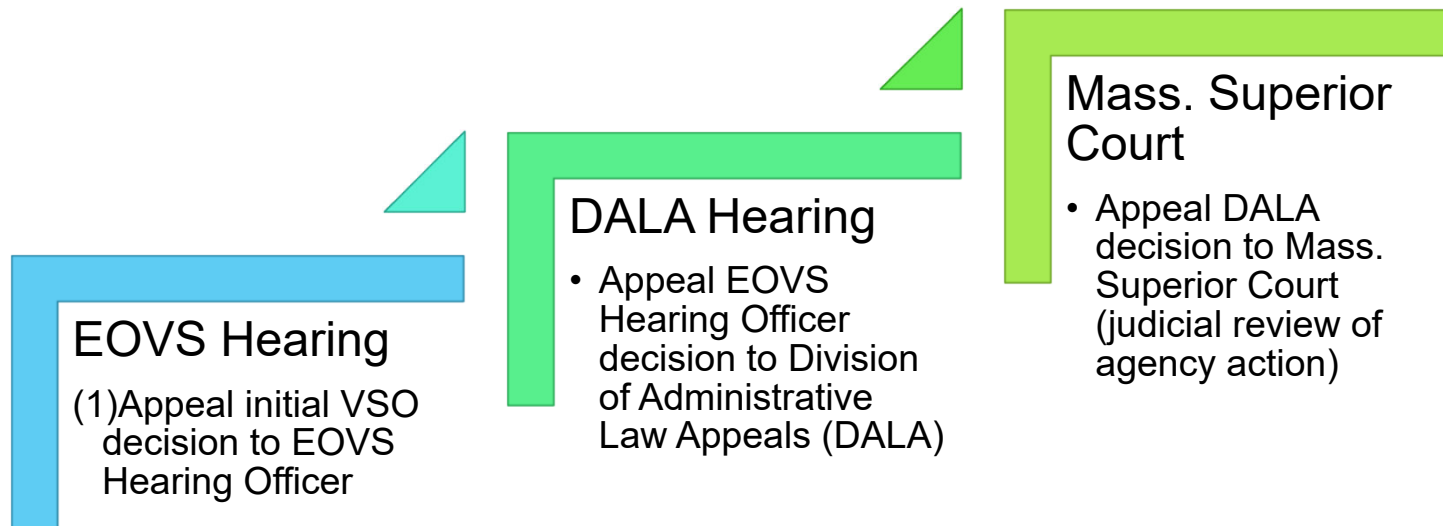 EOVS Hearing
(1)Appeal initial VSO
decision to EOVS
Hearing Officer
DALA Hearing
• Appeal EOVS
Hearing Officer
decision to Division
of Administrative
Law Appeals (DALA)
Mass. Superior
Court
• Appeal DALA
decision to Mass.
Superior Court
(judicial review of
agency action)